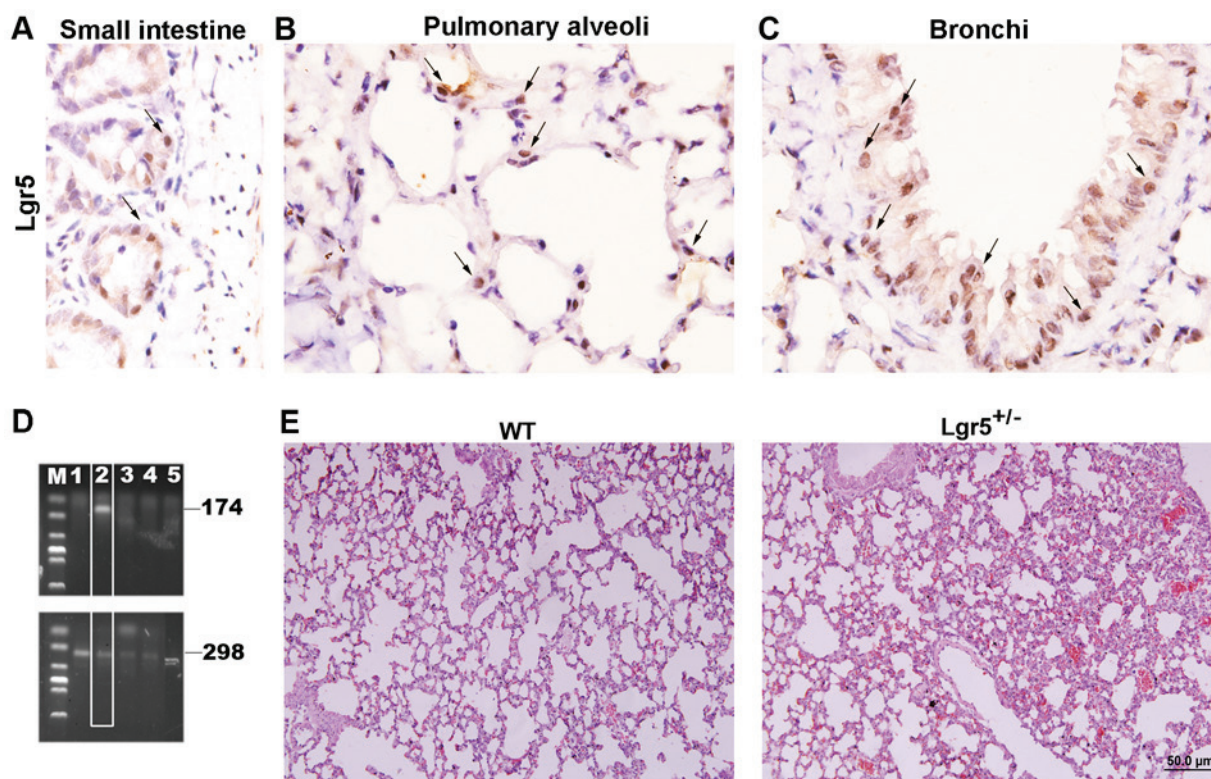 A Small intestine
B Pulmonary alveoli
C Bronchi
Lgr5
D
M 1 2 3 4 5
174
298
E WT
Lgr5+/-
50.0 µm